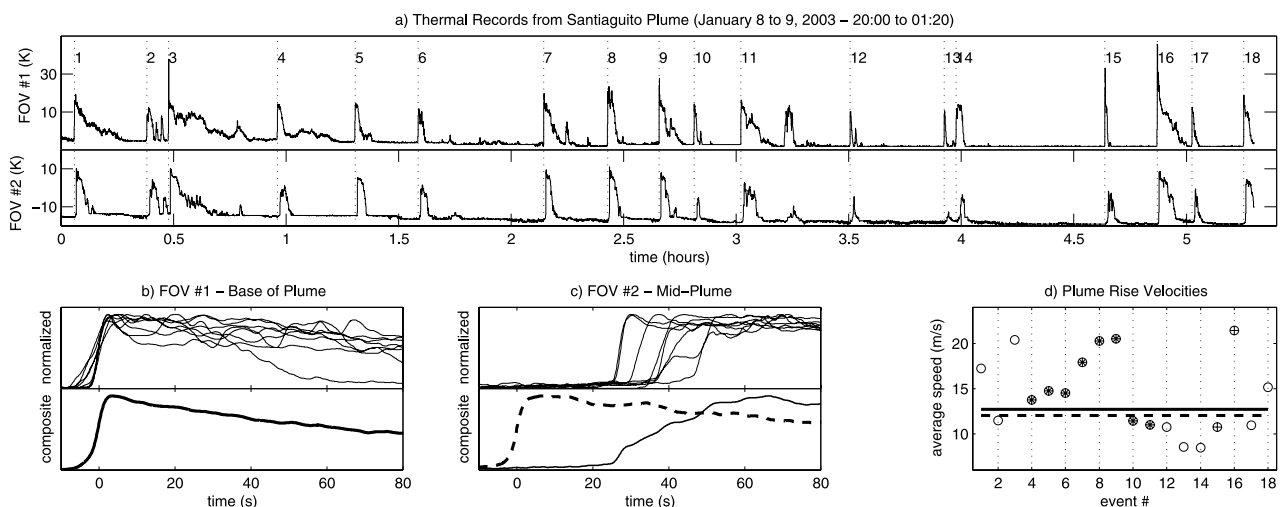 a) Thermal Records from Santiaguito Plume (January 8 to 9, 2003 – 20:00 to 01:20)
FOV #1 (K)
30
10
1 2 3 4 5 6 7 8 9 10 11 12 13 14 15 16 17 18
FOV #2 (K)
10
−10
0 0.5 1 1.5 2 2.5 3 3.5 4 4.5 5
time (hours)
b) FOV #1 – Base of Plume
normalized
composite
0 20 40 60 80
time (s)
c) FOV #2 – Mid–Plume
normalized
composite
0 20 40 60 80
time (s)
d) Plume Rise Velocities
average speed (m/s)
20
15
10
2 4 6 8 10 12 14 16 18
event #